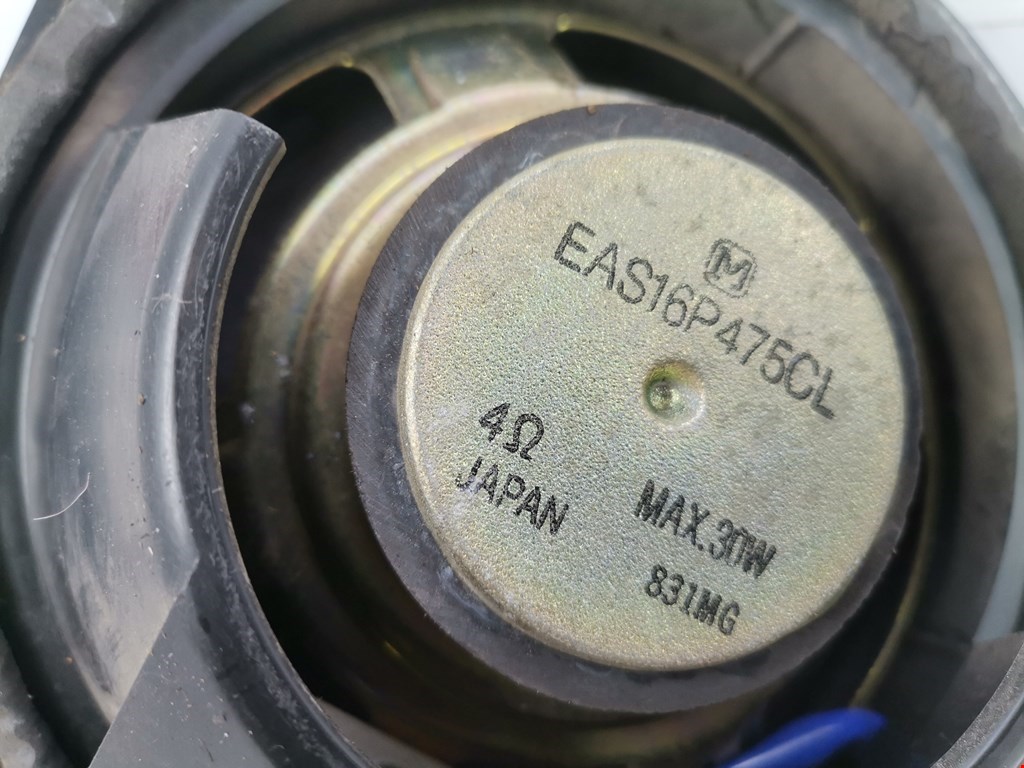 M
EAS16P475CL
4Ω
JAPAN
MAX.30W
831MG